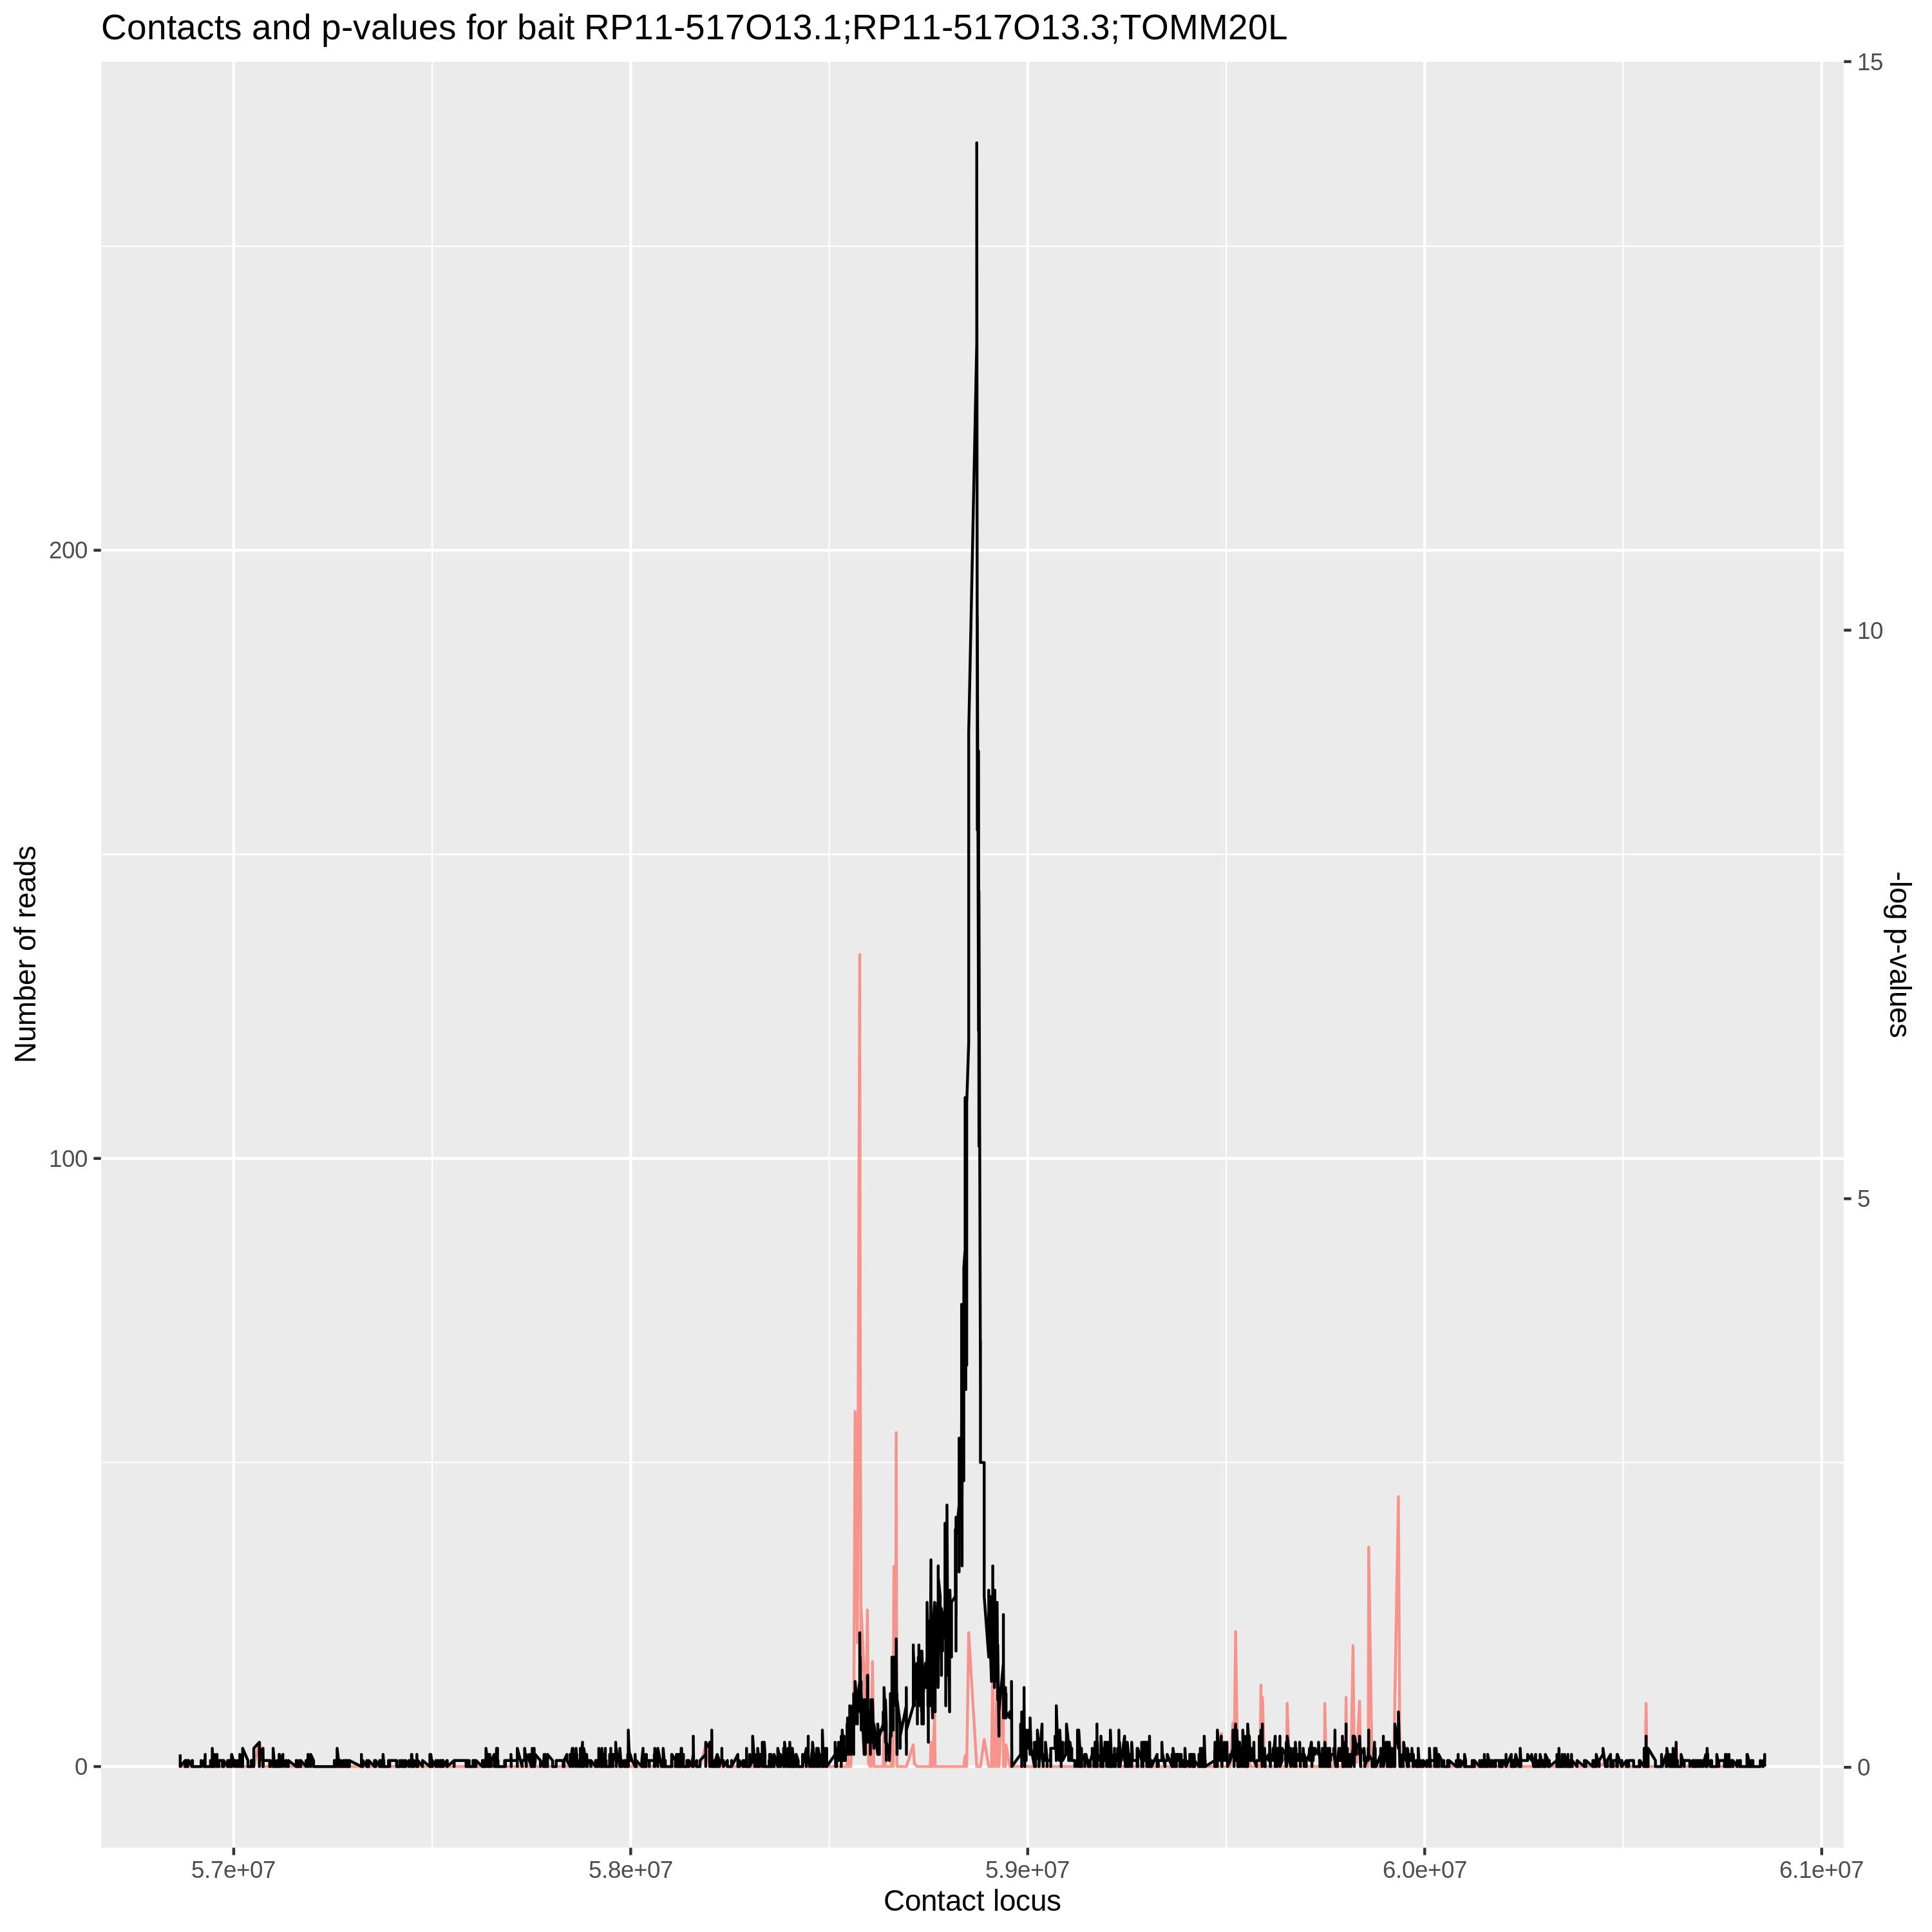 Contacts and p-values for bait RP11-517O13.1;RP11-517O13.3;TOMM20L
15
200
10
Number of reads
-log p-values
100
5
0
0
5.7e+07
5.8e+07
5.9e+07
6.0e+07
6.1e+07
Contact locus